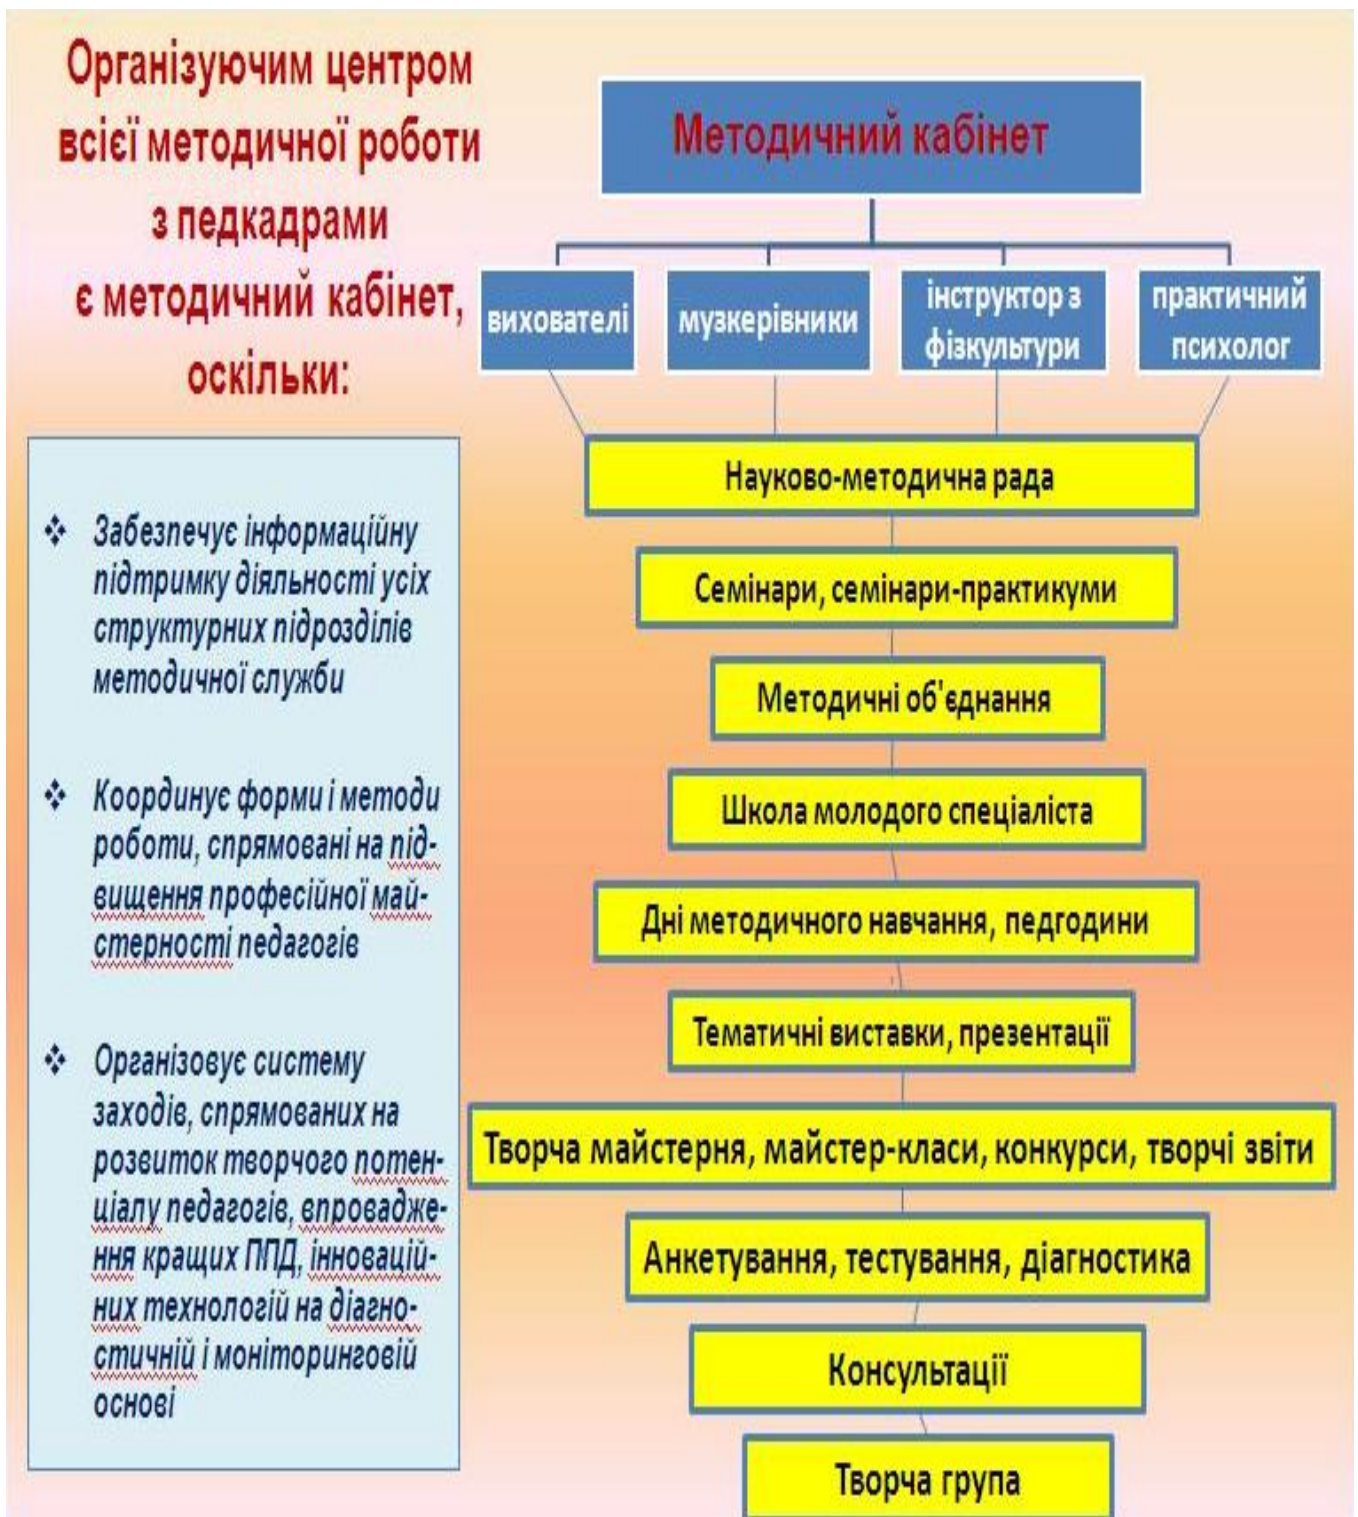 Організуючим центром
всієї методичної роботи
з педкадрами
є методичний кабінет,
оскільки:
❖ Забезпечує інформаційну
підтримку діяльності усіх
структурних підрозділів
методичної служби
❖ Координує форми і методи
роботи, спрямовані на під-
вищення професійної май-
стерності педагогів
❖ Організовує систему
заходів, спрямованих на
розвиток творчого потен-
ціалу педагогів, впровадже-
ння кращих ППД, інновацій-
них технологій на діагно-
стичній і моніторинговій
основі
Методичний кабінет
вихователі
музкерівники
інструктор з
фізкультури
практичний
психолог
Науково-методична рада
Семінари, семінари-практикуми
Методичні об'єднання
Школа молодого спеціаліста
Дні методичного навчання, педгодини
Тематичні виставки, презентації
Творча майстерня, майстер-класи, конкурси, творчі звіти
Анкетування, тестування, діагностика
Консультації
Творча група